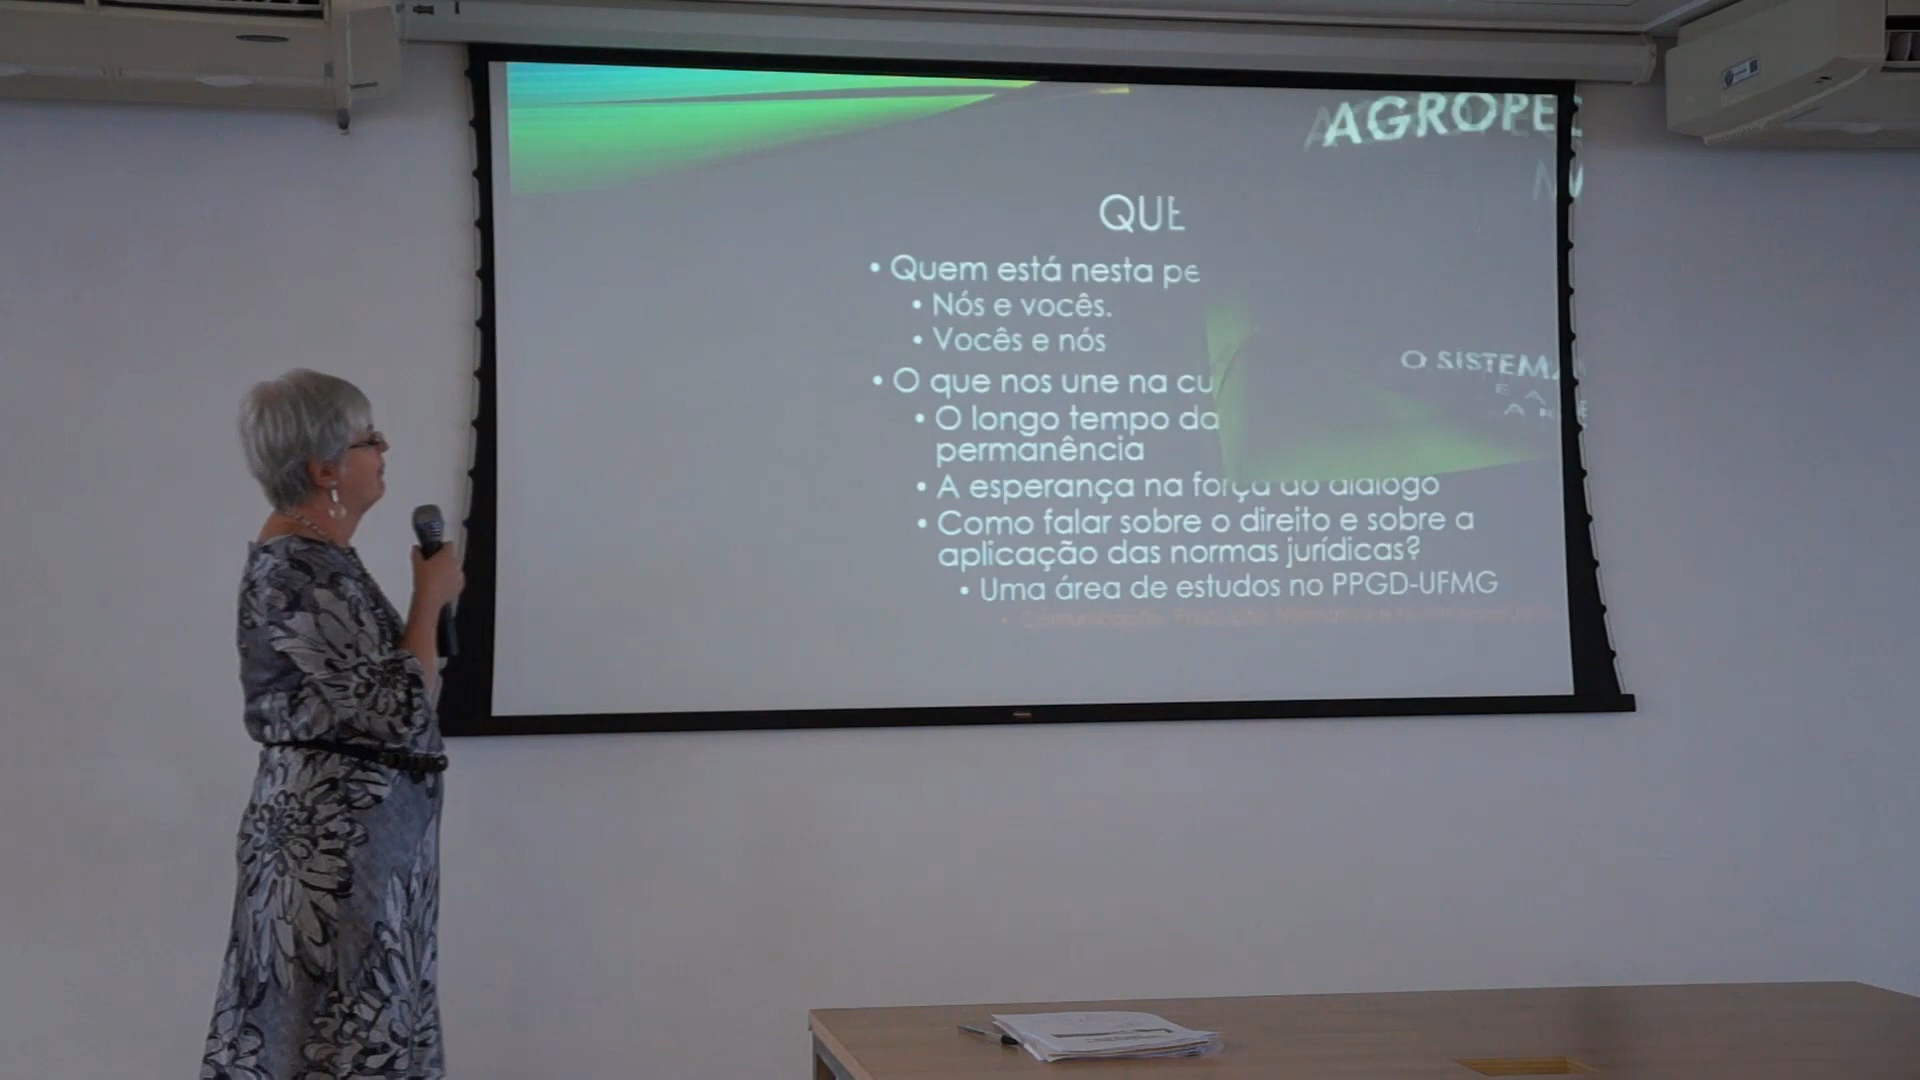 AGROPE
QUE
• Quem está nesta pe
• Nós e vocês.
• Vocês e nós
O SISTEMA
• O que nos une na cu
• O longo tempo da
permanência
• A esperança na força do diálogo
• Como falar sobre o direito e sobre a
aplicação das normas jurídicas?
• Uma área de estudos no PPGD-UFMG